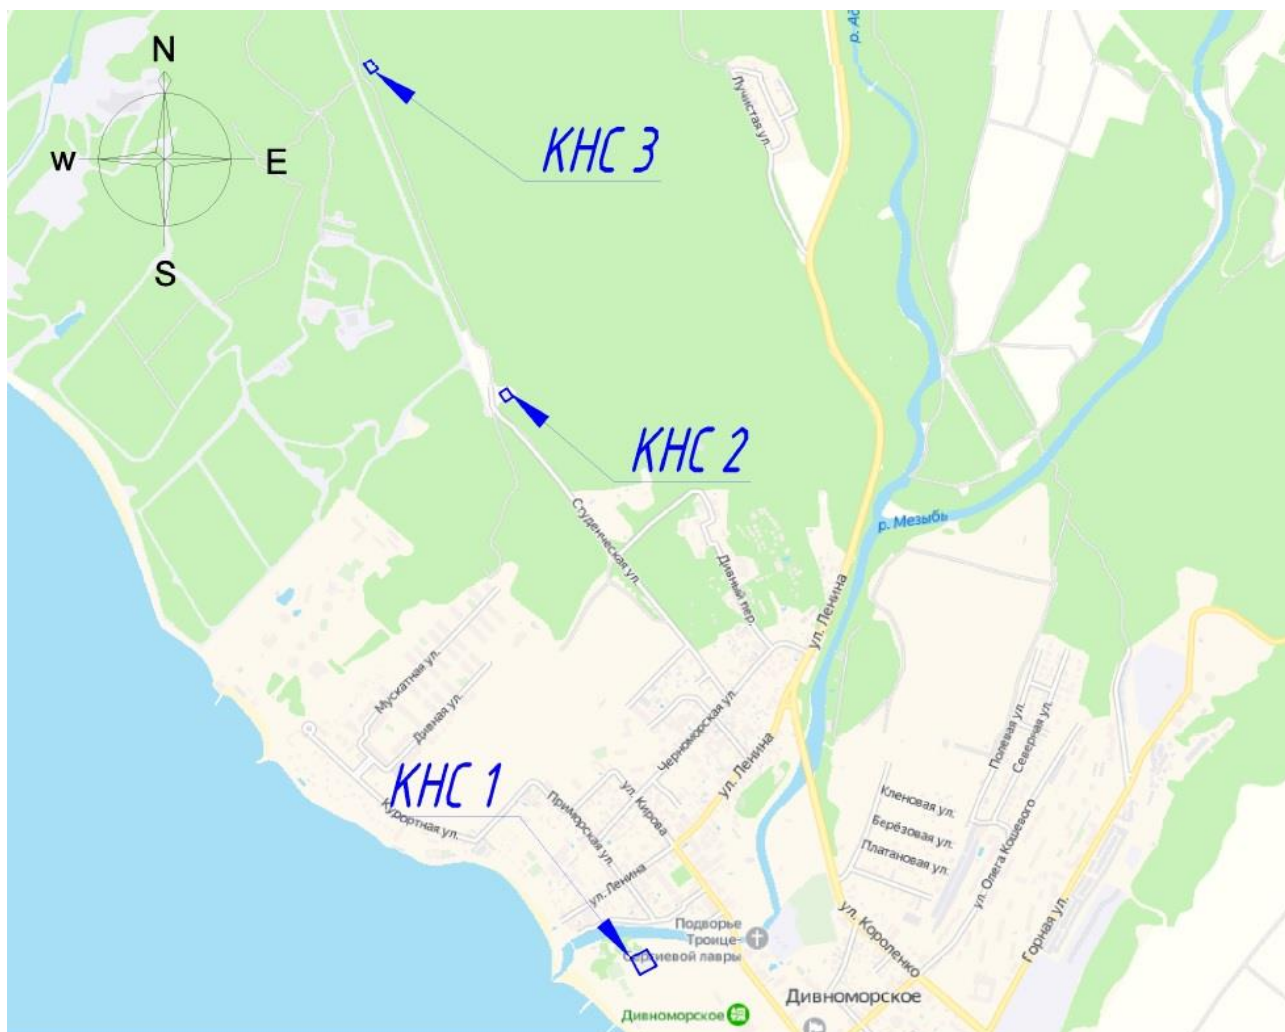 N
W
E
S
КНС 3
Лучистая ул.
КНС 2
р. Мезыбь
Студенческая ул.
Дивный пер.
ул. Ленина
Мускатная ул.
Дивная ул.
Черноморская ул.
ул. Ленина
Полевая ул.
Северная ул.
КНС 1
Курортная ул.
Приморская ул.
ул. Кирова
Кленовая ул.
Берёзовая ул.
Платановая ул.
ул. Олега Кошевого
ул. Ленина
ул. Короленко
Горная ул.
Подворье
Троице-
Сергиевой лавры
Дивноморское
Дивноморское